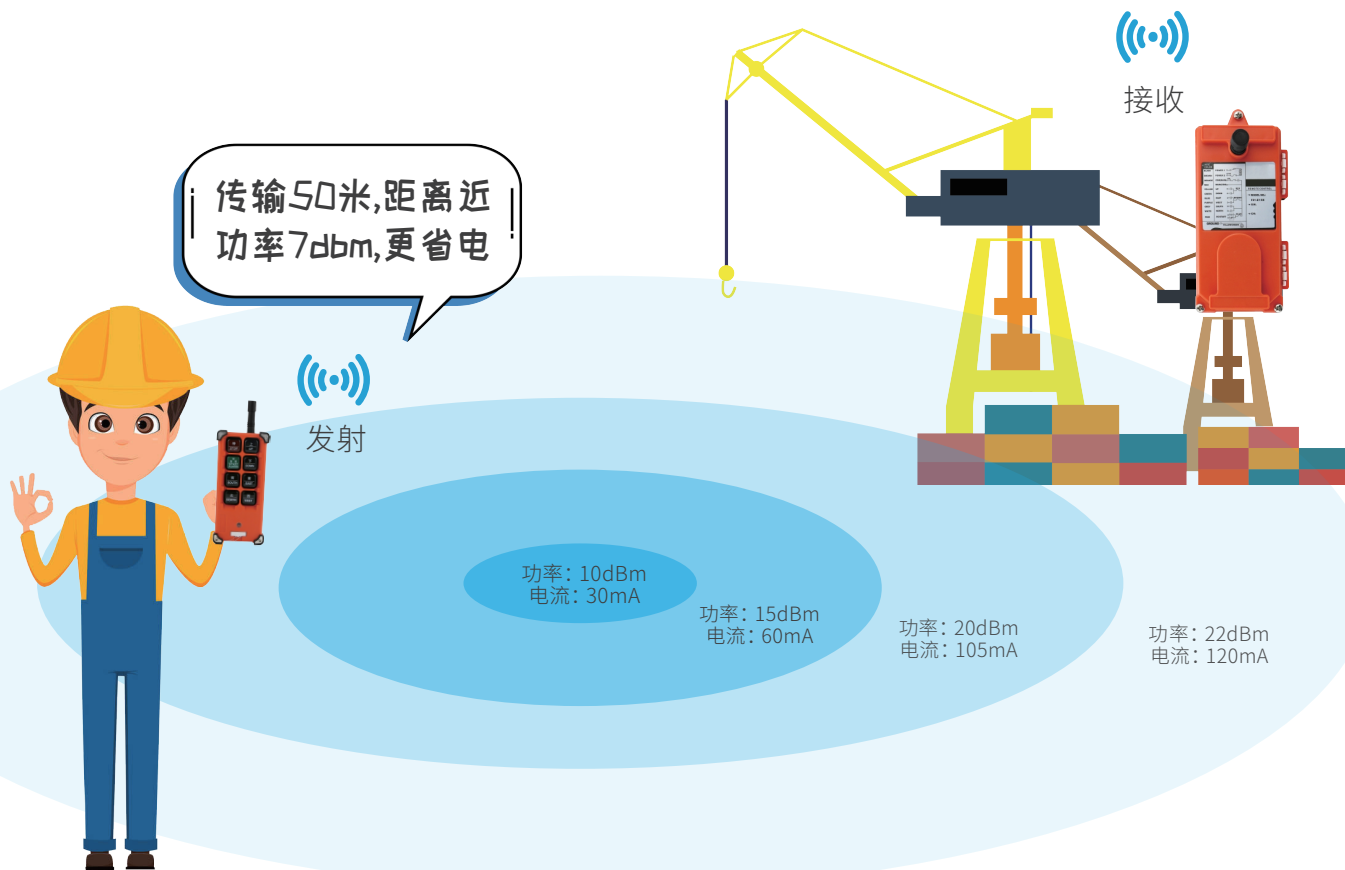 接收
传输50米,距离近
功率7dbm,更省电
发射
功率：10dBm
电流：30mA
功率：15dBm
电流：60mA
功率：20dBm
电流：105mA
功率：22dBm
电流：120mA